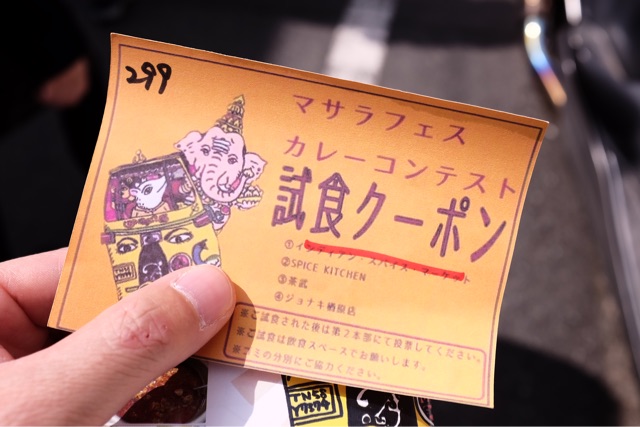 299
マサラフェス
カレーコンテスト
試食クーポン
①インディアン・スパイス・マーケット
②SPICE KITCHEN
③茶武
④ジョナキ栖原店
※ご試食された後は第2本部にて投票してください。
※ご試食は飲食スペースでお願いします。
※ゴミの分別にご協力ください。